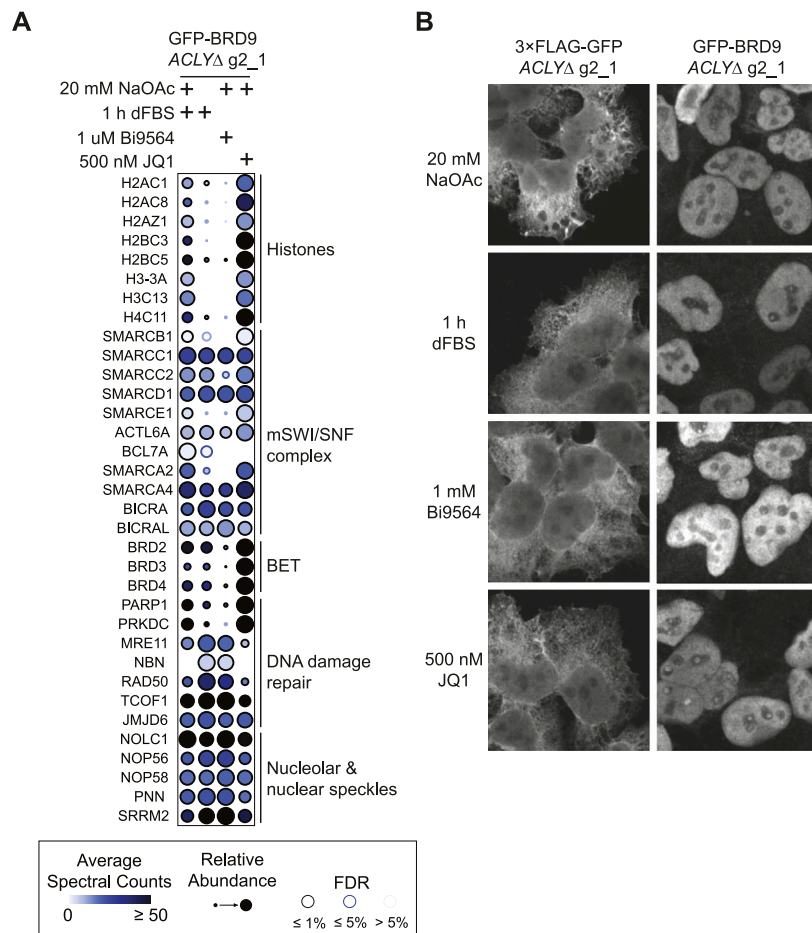 A
GFP-BRD9
ACLYΔ g2_1
20 mM NaOAc + + +
1 h dFBS + +
1 uM Bi9564 +
500 nM JQ1 +
H2AC1
H2AC8
H2AZ1
H2BC3
H2BC5
H3-3A
H3C13
H4C11
Histones
SMARCB1
SMARCC1
SMARCC2
SMARCD1
SMARCE1
ACTL6A
BCL7A
SMARCA2
SMARCA4
BICRA
BICRAL
mSWI/SNF
complex
BRD2
BRD3
BRD4
BET
PARP1
PRKDC
MRE11
NBN
RAD50
TCOF1
JMJD6
DNA damage
repair
NOLC1
NOP56
NOP58
PNN
SRRM2
Nucleolar &
nuclear speckles
Average
Spectral Counts
0 ≥ 50
Relative
Abundance
FDR
≤ 1% ≤ 5% > 5%
B
3×FLAG-GFP
ACLYΔ g2_1
GFP-BRD9
ACLYΔ g2_1
20 mM
NaOAc
1 h
dFBS
1 mM
Bi9564
500 nM
JQ1